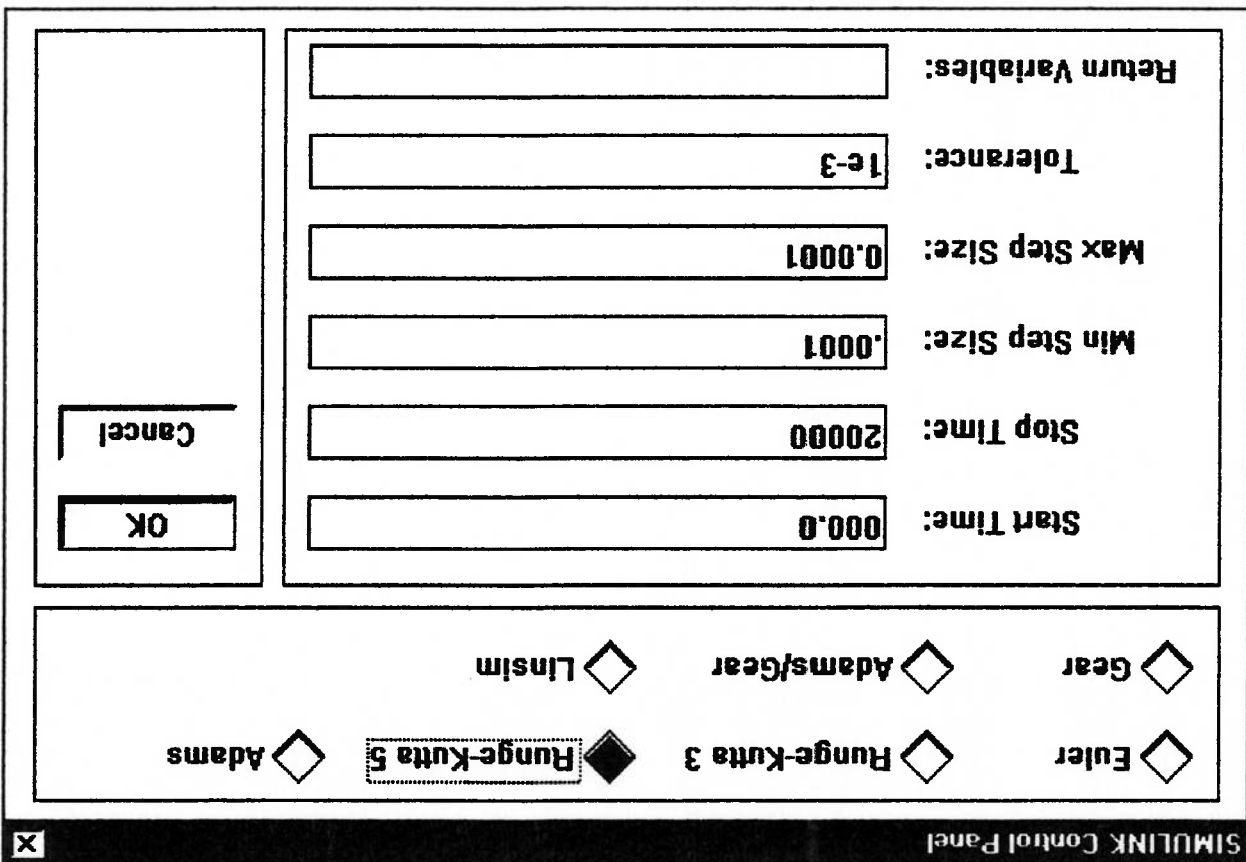 SIMULINK Control Panel
Euler Runge-Kutta 3 Runge-Kutta 5 Adams
Gear Adams/Gear Linsim
Start Time: 000.0
Stop Time: 20000
Min Step Size: .0001
Max Step Size: 0.0001
Tolerance: 1e-3
Return Variables:
OK
Cancel